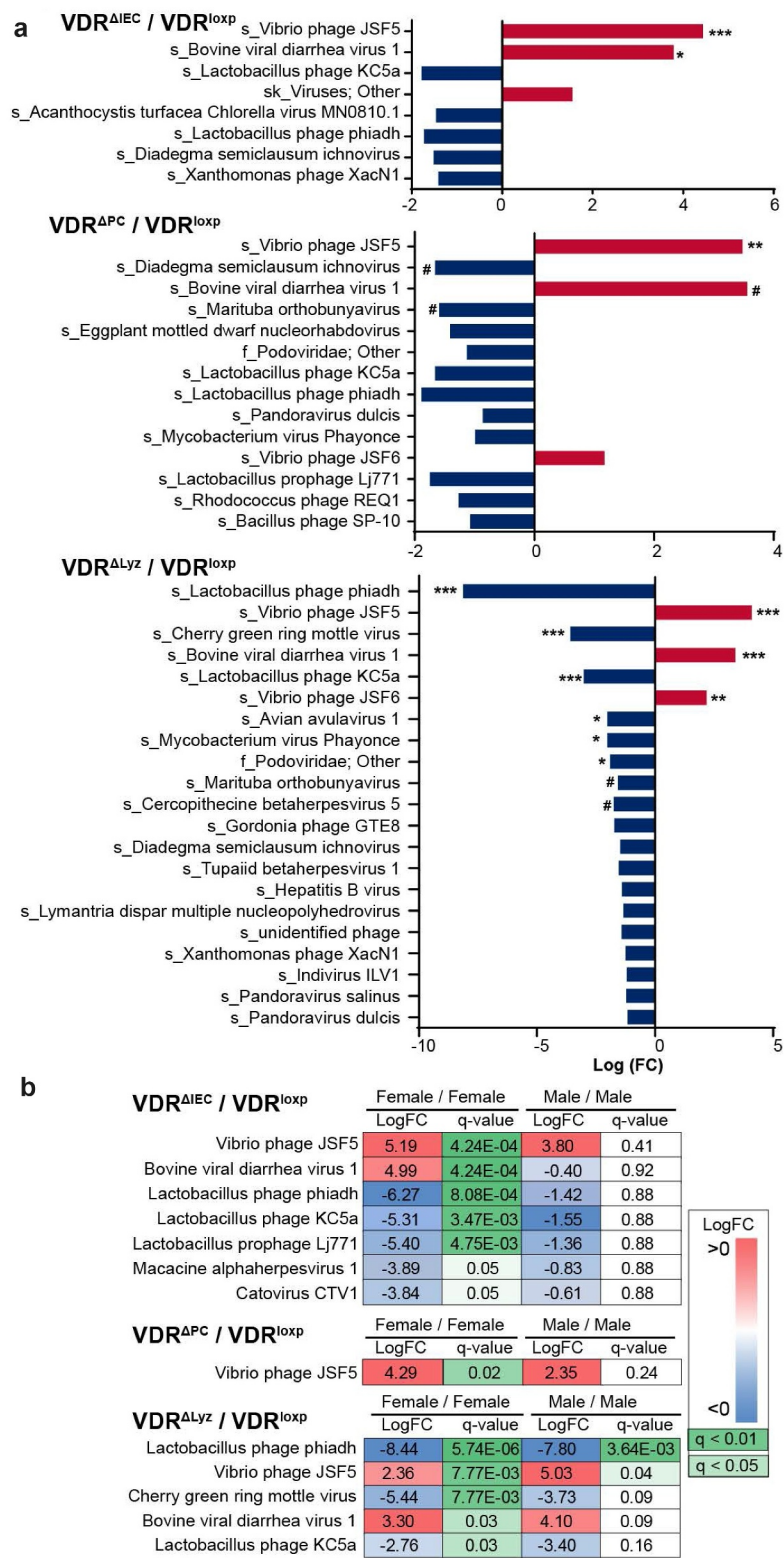 a
VDRΔIEC / VDRloxp
s_Vibrio phage JSF5 ***
s_Bovine viral diarrhea virus 1 *
s_Lactobacillus phage KC5a
sk_Viruses; Other
s_Acanthocystis turfacea Chlorella virus MN0810.1
s_Lactobacillus phage phiadh
s_Diadegma semiclausum ichnovirus
s_Xanthomonas phage XacN1
-2 0 2 4 6
VDRΔPC / VDRloxp
s_Vibrio phage JSF5 **
s_Diadegma semiclausum ichnovirus #
s_Bovine viral diarrhea virus 1 #
s_Marituba orthobunyavirus #
s_Eggplant mottled dwarf nucleorhabdovirus
f_Podoviridae; Other
s_Lactobacillus phage KC5a
s_Lactobacillus phage phiadh
s_Pandoravirus dulcis
s_Mycobacterium virus Phayonce
s_Vibrio phage JSF6
s_Lactobacillus prophage Lj771
s_Rhodococcus phage REQ1
s_Bacillus phage SP-10
-2 0 2 4
VDRΔLyz / VDRloxp
s_Lactobacillus phage phiadh ***
s_Vibrio phage JSF5 ***
s_Cherry green ring mottle virus ***
s_Bovine viral diarrhea virus 1 ***
s_Lactobacillus phage KC5a ***
s_Vibrio phage JSF6 **
s_Avian avulavirus 1 *
s_Mycobacterium virus Phayonce *
f_Podoviridae; Other *
s_Marituba orthobunyavirus #
s_Cercopithecine betaherpesvirus 5 #
s_Gordonia phage GTE8
s_Diadegma semiclausum ichnovirus
s_Tupaiid betaherpesvirus 1
s_Hepatitis B virus
s_Lymantria dispar multiple nucleopolyhedrovirus
s_unidentified phage
s_Xanthomonas phage XacN1
s_Indivirus ILV1
s_Pandoravirus salinus
s_Pandoravirus dulcis
-10 -5 0 5
Log (FC)
b
VDRΔIEC / VDRloxp
Female / Female Male / Male
LogFC q-value LogFC q-value
Vibrio phage JSF5 5.19 4.24E-04 3.80 0.41
Bovine viral diarrhea virus 1 4.99 4.24E-04 -0.40 0.92
Lactobacillus phage phiadh -6.27 8.08E-04 -1.42 0.88
Lactobacillus phage KC5a -5.31 3.47E-03 -1.55 0.88
Lactobacillus prophage Lj771 -5.40 4.75E-03 -1.36 0.88
Macacine alphaherpesvirus 1 -3.89 0.05 -0.83 0.88
Catovirus CTV1 -3.84 0.05 -0.61 0.88
VDRΔPC / VDRloxp
Female / Female Male / Male
LogFC q-value LogFC q-value
Vibrio phage JSF5 4.29 0.02 2.35 0.24
VDRΔLyz / VDRloxp
Female / Female Male / Male
LogFC q-value LogFC q-value
Lactobacillus phage phiadh -8.44 5.74E-06 -7.80 3.64E-03
Vibrio phage JSF5 2.36 7.77E-03 5.03 0.04
Cherry green ring mottle virus -5.44 7.77E-03 -3.73 0.09
Bovine viral diarrhea virus 1 3.30 0.03 4.10 0.09
Lactobacillus phage KC5a -2.76 0.03 -3.40 0.16
LogFC
>0
<0
q < 0.01
q < 0.05